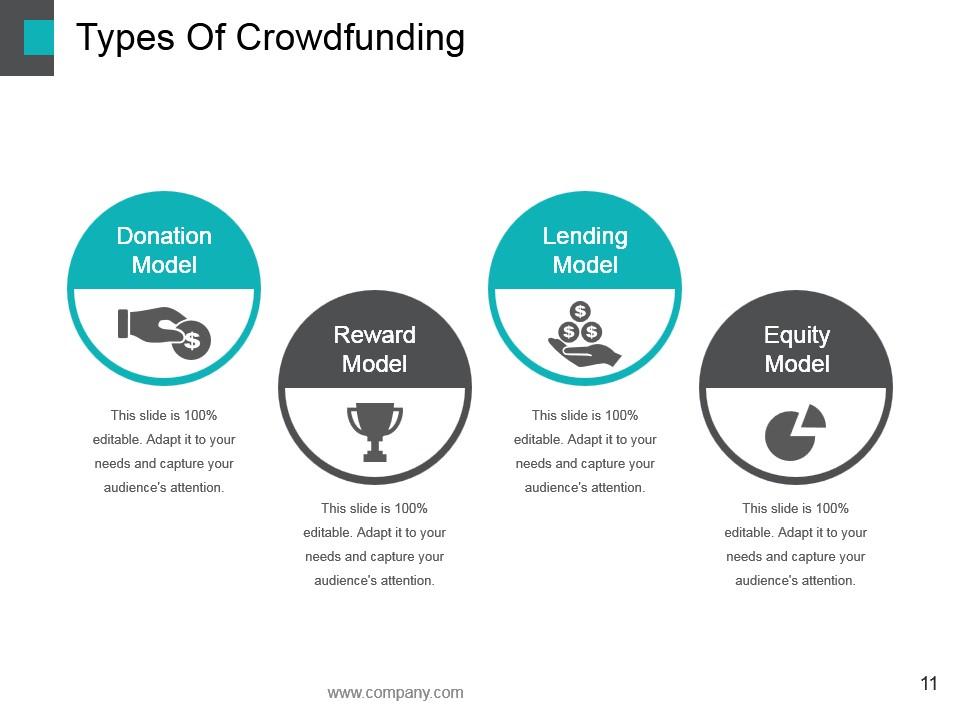 Types Of Crowdfunding
Donation
Model
$
This slide is 100%
editable. Adapt it to your
needs and capture your
audience's attention.
Reward
Model
This slide is 100%
editable. Adapt it to your
needs and capture your
audience's attention.
Lending
Model
$
$ $
This slide is 100%
editable. Adapt it to your
needs and capture your
audience's attention.
Equity
Model
This slide is 100%
editable. Adapt it to your
needs and capture your
audience's attention.
www.company.com
11